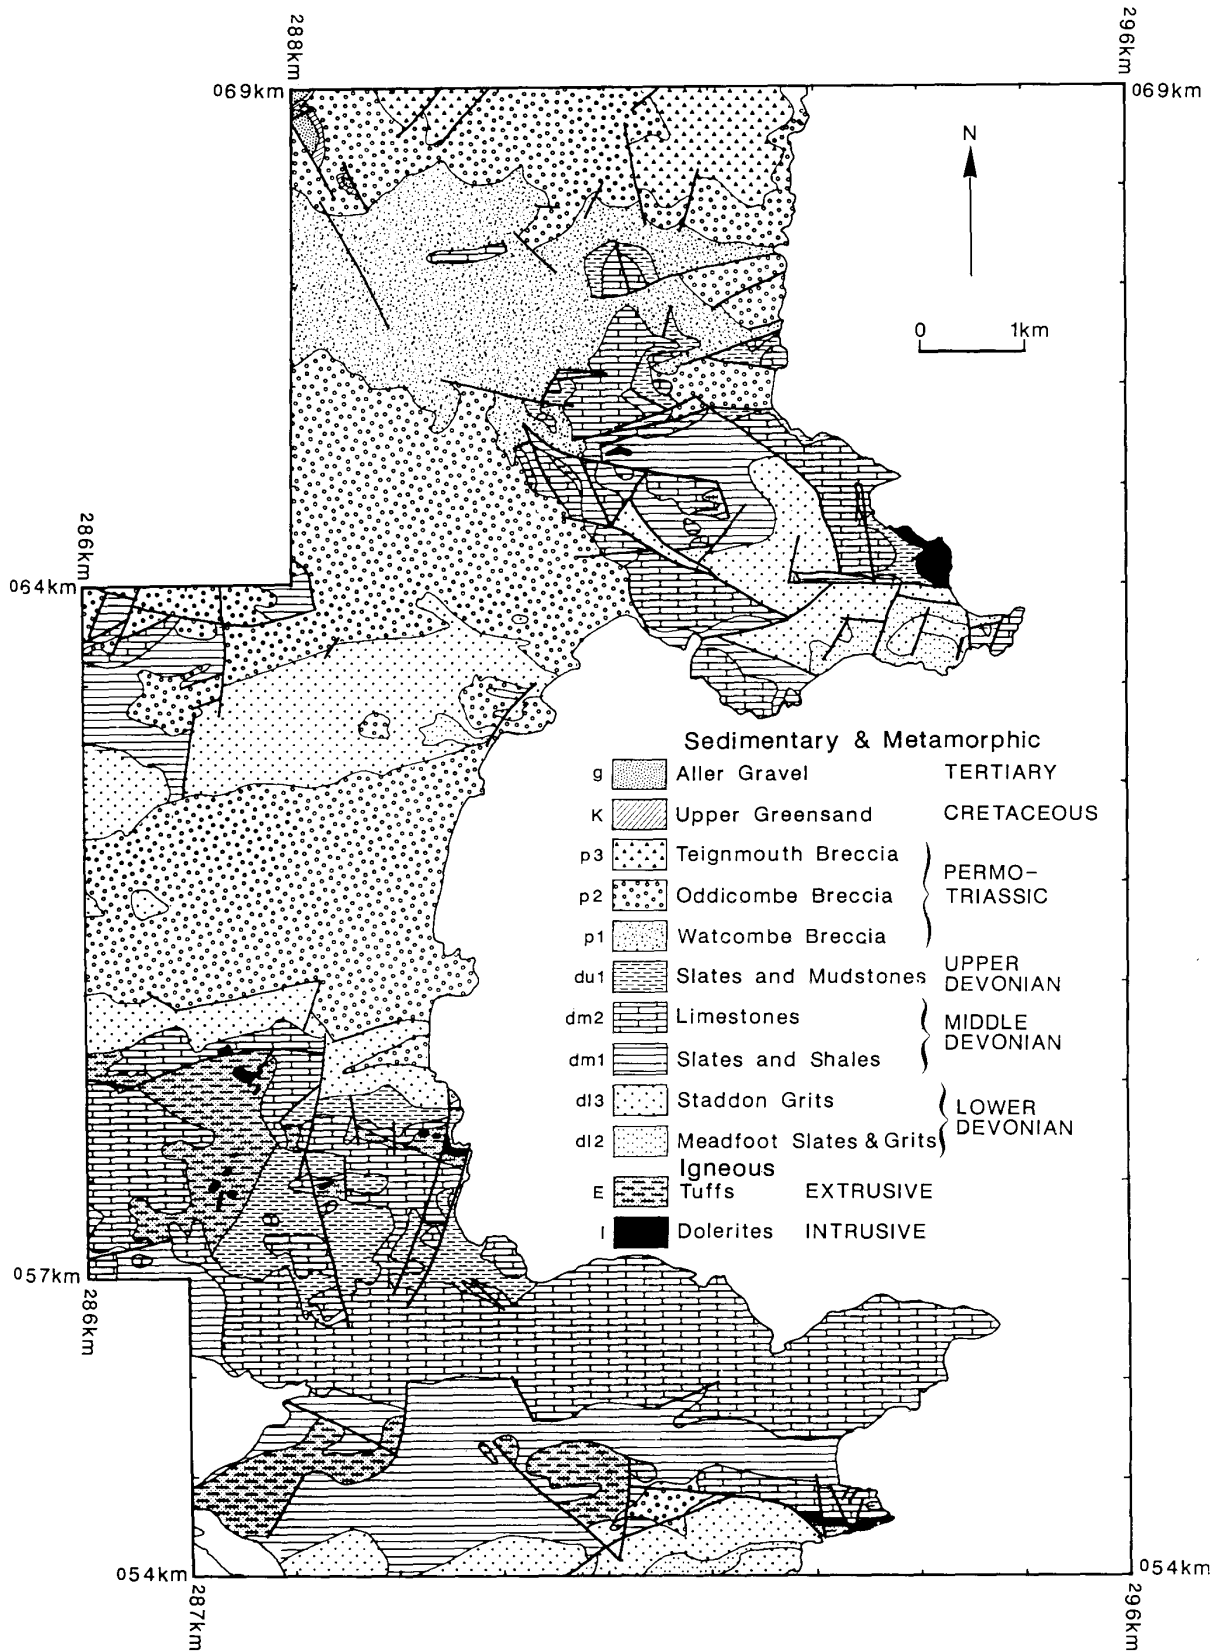 288km
296km
069km
069km
N
0 1km
286km
064km
Sedimentary & Metamorphic
g Aller Gravel TERTIARY
K Upper Greensand CRETACEOUS
p3 Teignmouth Breccia
p2 Oddicombe Breccia
PERMO-
TRIASSIC
p1 Watcombe Breccia
du1 Slates and Mudstones
UPPER
DEVONIAN
dm2 Limestones
MIDDLE
DEVONIAN
dm1 Slates and Shales
dl3 Staddon Grits
LOWER
DEVONIAN
dl2 Meadfoot Slates & Grits
Igneous
E Tuffs EXTRUSIVE
I Dolerites INTRUSIVE
057km
286km
054km
054km
287km
296km